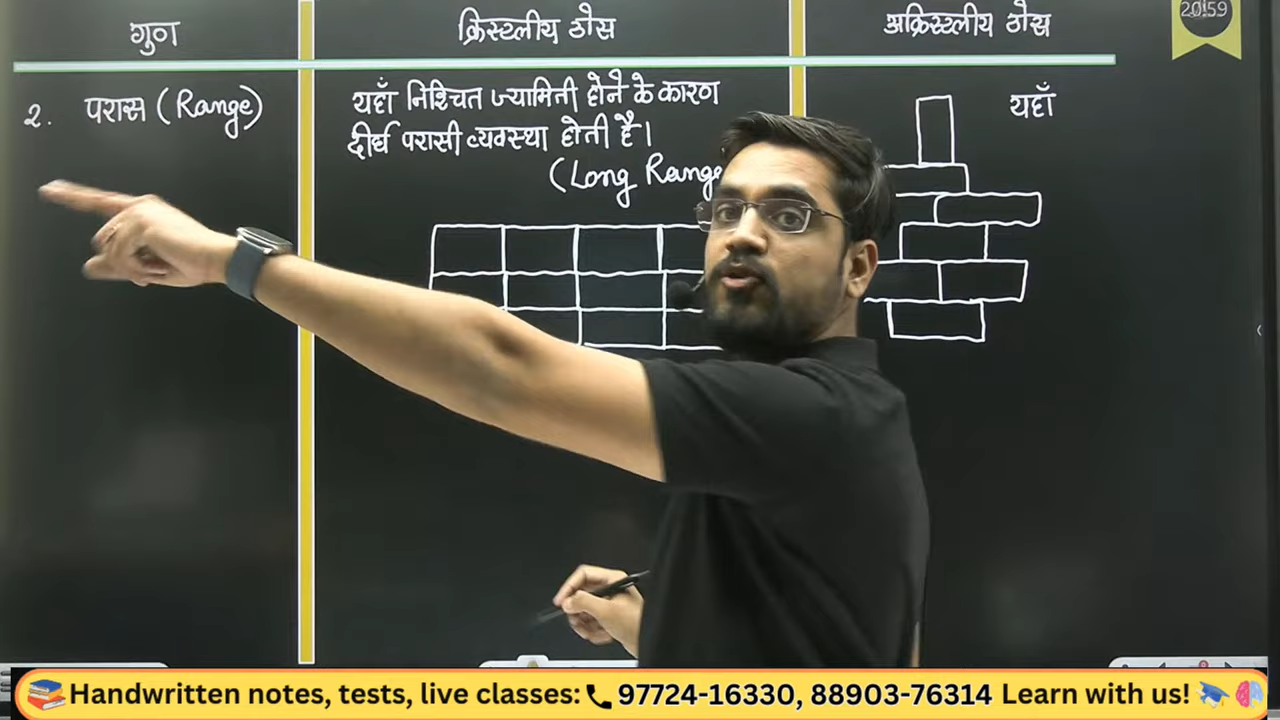 गुण
क्रिस्टलीय ठोस
अक्रिस्टलीय ठोस
20:59
2. परास (Range)
यहाँ निश्चित ज्यामिती होने के कारण
दीर्घ परासी व्यवस्था होती है।
(Long Range
यहाँ
Handwritten notes, tests, live classes: 97724-16330, 88903-76314 Learn with us!